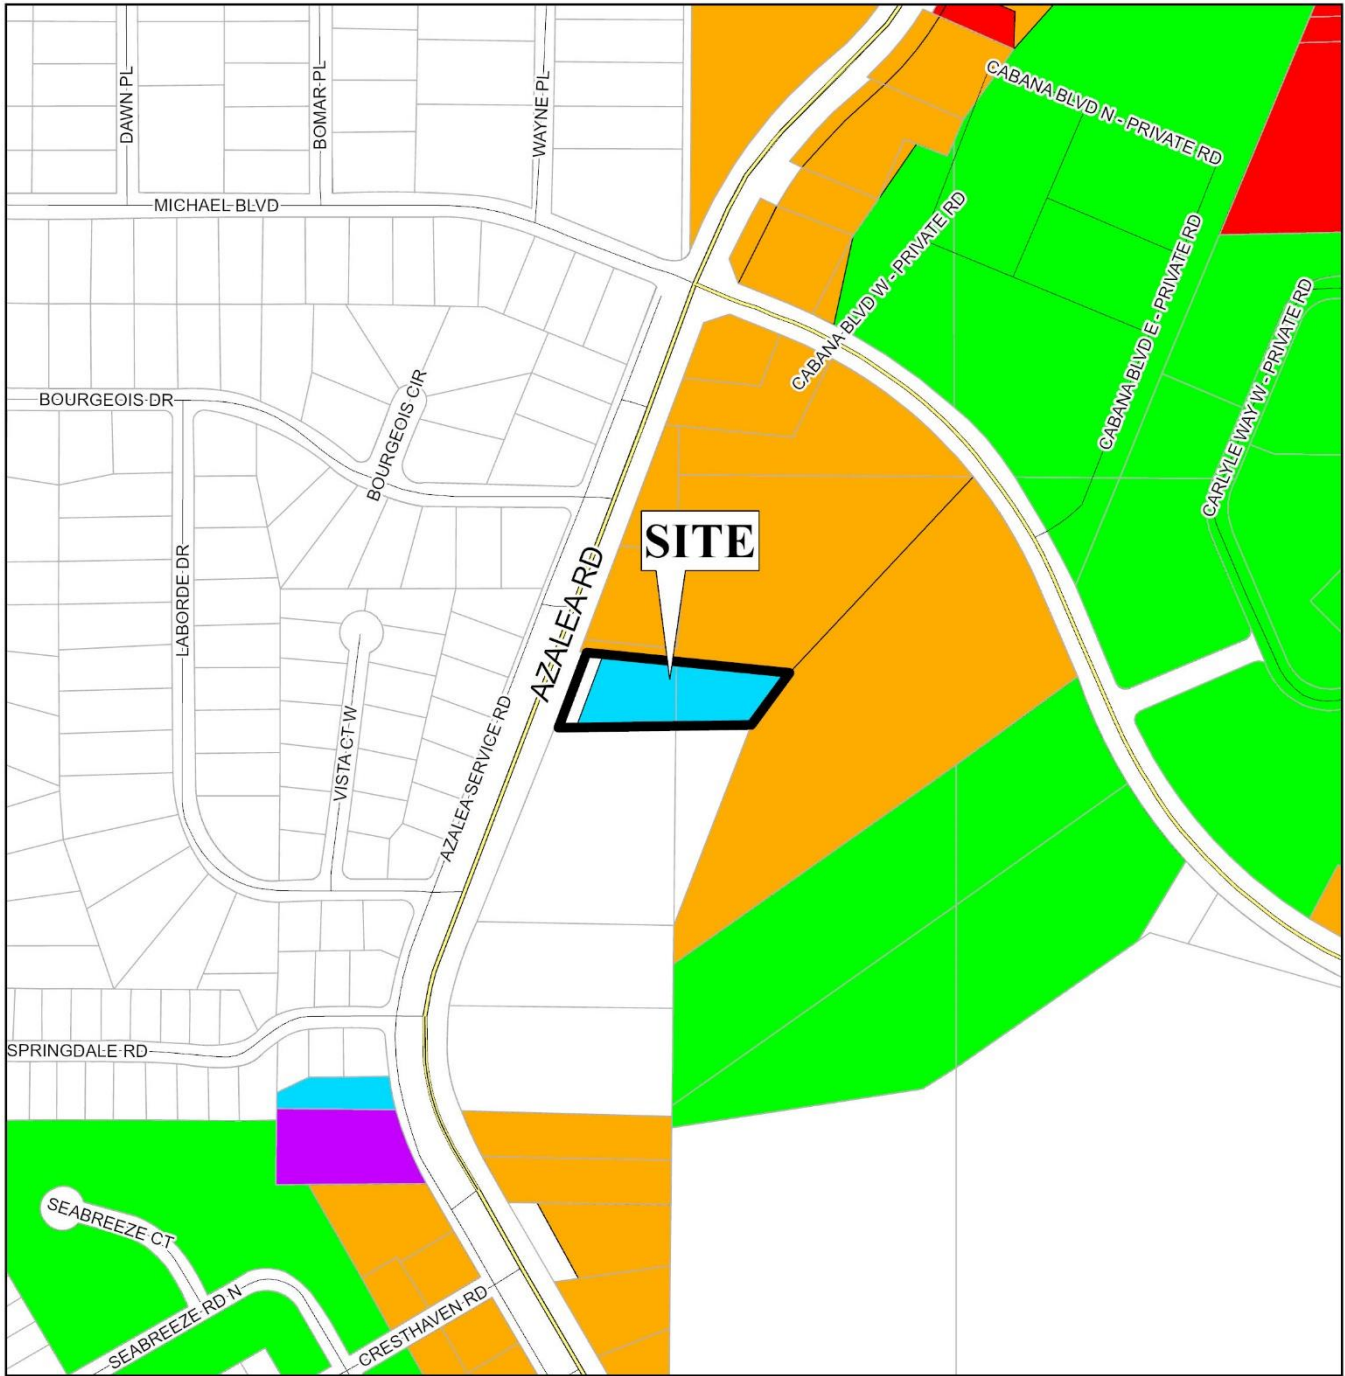 DAWN PL
BOMAR PL
WAYNE PL
CABANA BLVD N - PRIVATE RD
MICHAEL BLVD
CABANA BLVD W - PRIVATE RD
CABANA BLVD E - PRIVATE RD
CARLYLE WAY W - PRIVATE RD
BOURGEOIS DR
BOURGEOIS CIR
SITE
LABORDE DR
AZALEA RD
VISTA CT W
AZALEA SERVICE RD
SPRINGDALE RD
SEABREEZE CT
SEABREEZE RD N
CRESTHAVEN RD